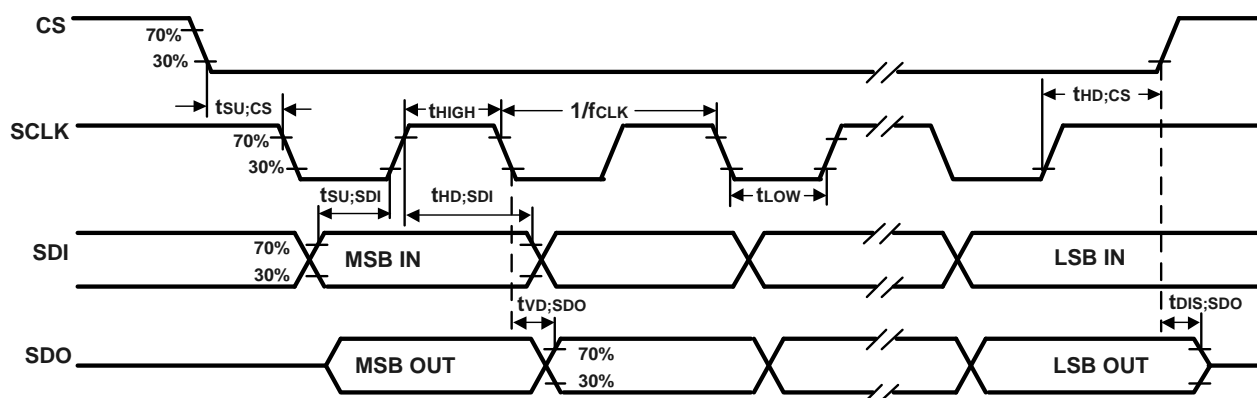 CS
70%
30%
tSU;CS
tHIGH
1/fCLK
tHD;CS
SCLK
70%
30%
tSU;SDI
tHD;SDI
tLOW
SDI
70%
30%
MSB IN
LSB IN
tVD;SDO
tDIS;SDO
SDO
MSB OUT
70%
30%
LSB OUT